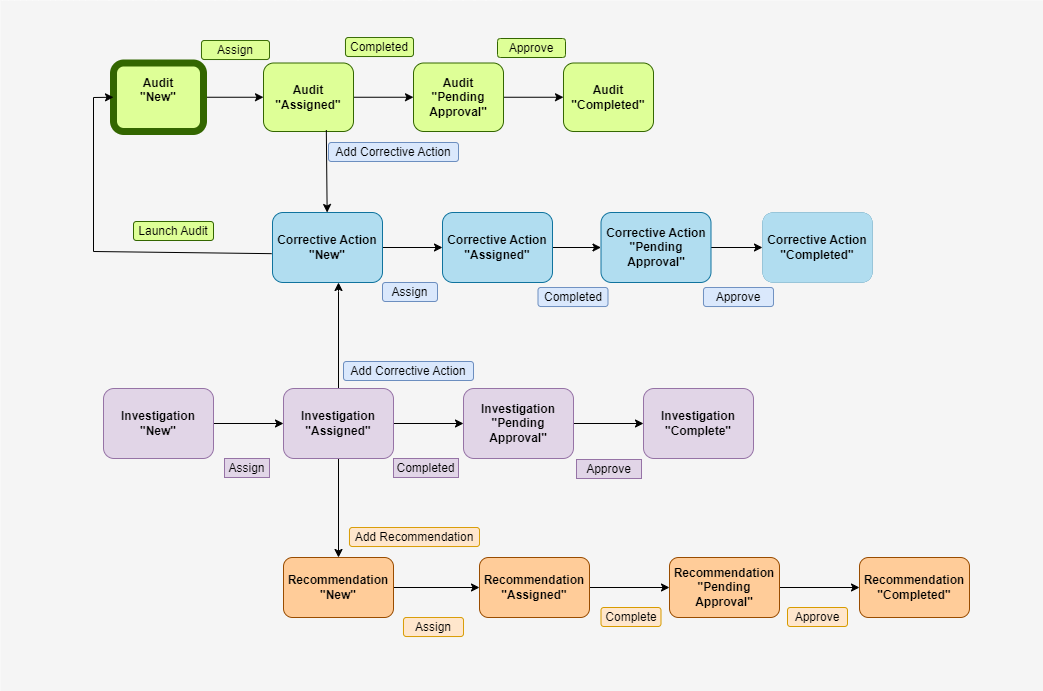 Assign
Completed
Approve
Audit
"New"
Audit
"Assigned"
Audit
"Pending
Approval"
Audit
"Completed"
Add Corrective Action
Launch Audit
Corrective Action
"New"
Corrective Action
"Assigned"
Corrective Action
"Pending
Approval"
Corrective Action
"Completed"
Assign
Completed
Approve
Add Corrective Action
Investigation
"New"
Investigation
"Assigned"
Investigation
"Pending
Approval"
Investigation
"Complete"
Assign
Completed
Approve
Add Recommendation
Recommendation
"New"
Recommendation
"Assigned"
Recommendation
"Pending
Approval"
Recommendation
"Completed"
Assign
Complete
Approve